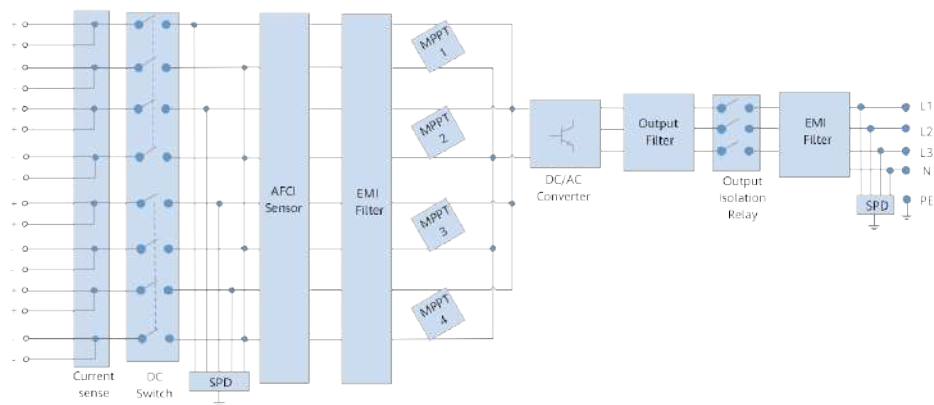 MPPT
1
MPPT
2
MPPT
3
MPPT
4
AFCI
Sensor
EMI
Filter
DC/AC
Converter
Output
Filter
Output
Isolation
Relay
EMI
Filter
L1
L2
L3
N
PE
SPD
SPD
Current
sense
DC
Switch